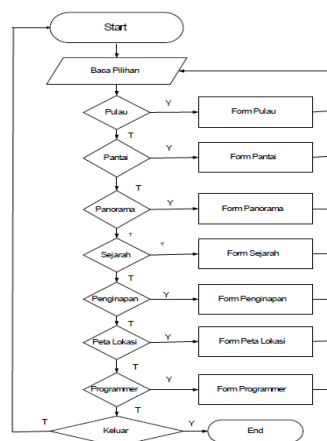 Start
Baca Pilihan
Pulau
Y
Form Pulau
T
Pantai
Y
Form Pantai
T
Panorama
Y
Form Panorama
T
Sejarah
Y
Form Sejarah
T
Penginapan
Y
Form Penginapan
T
Peta Lokasi
Y
Form Peta Lokasi
T
Programmer
Y
Form Programmer
T
T
Keluar
Y
End